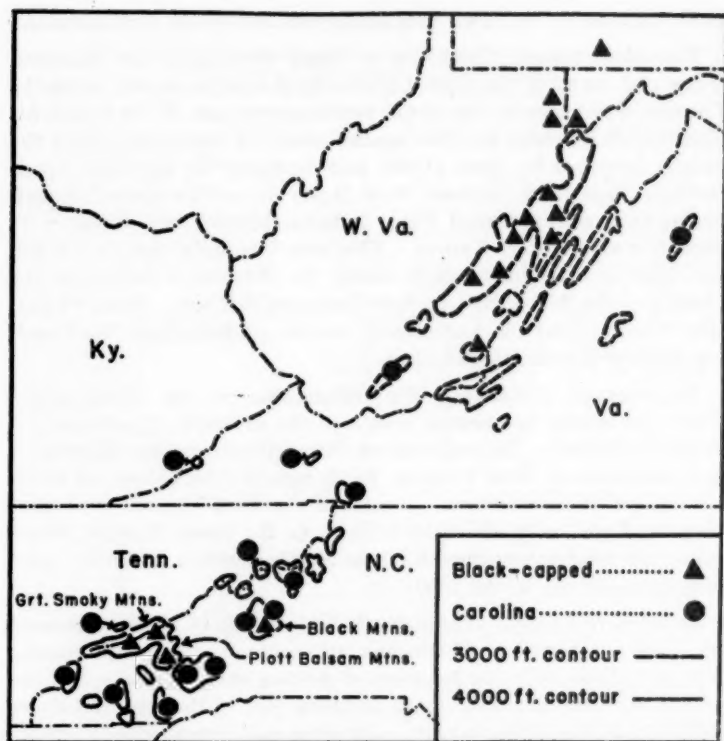 W. Va.
Ky.
Va.
Tenn.
N.C.
Grt. Smoky Mtns.
Black Mtns.
Plott Balsam Mtns.
Black-capped
Carolina
3000 ft. contour
4000 ft. contour